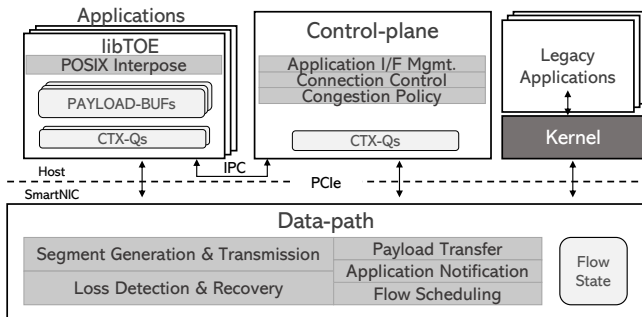 Applications
libTOE
POSIX Interpose
PAYLOAD-BUFs
CTX-Qs
Control-plane
Application I/F Mgmt.
Connection Control
Congestion Policy
CTX-Qs
Legacy
Applications
Kernel
IPC
Host
PCIe
SmartNIC
Data-path
Segment Generation & Transmission
Loss Detection & Recovery
Payload Transfer
Application Notification
Flow Scheduling
Flow
State